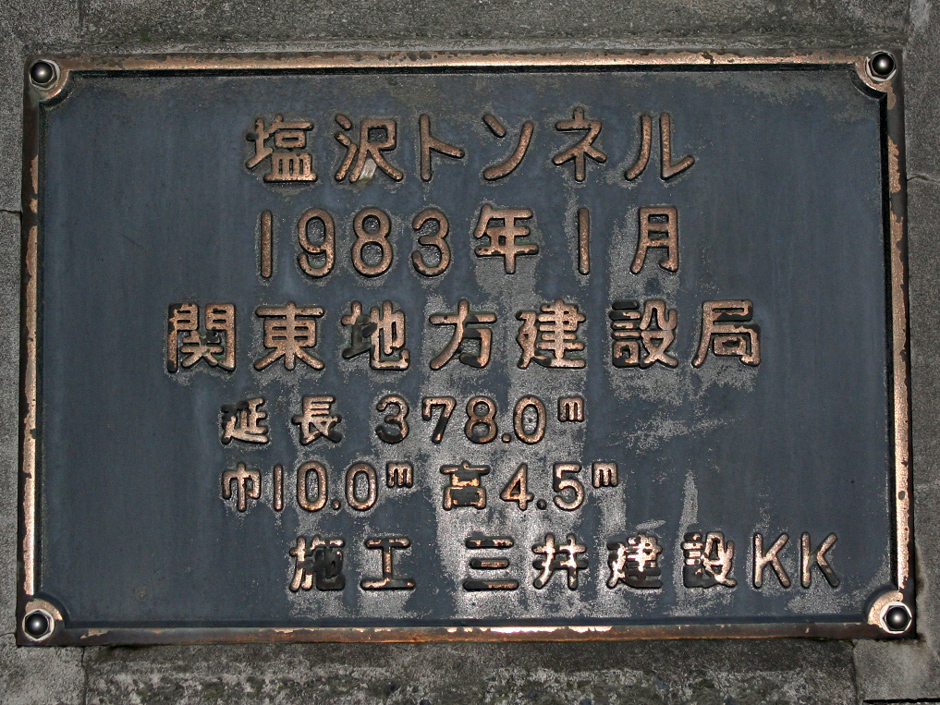 塩沢トンネル
1983年1月
関東地方建設局
延長 378.0m
巾10.0m 高4.5m
施工 三井建設KK